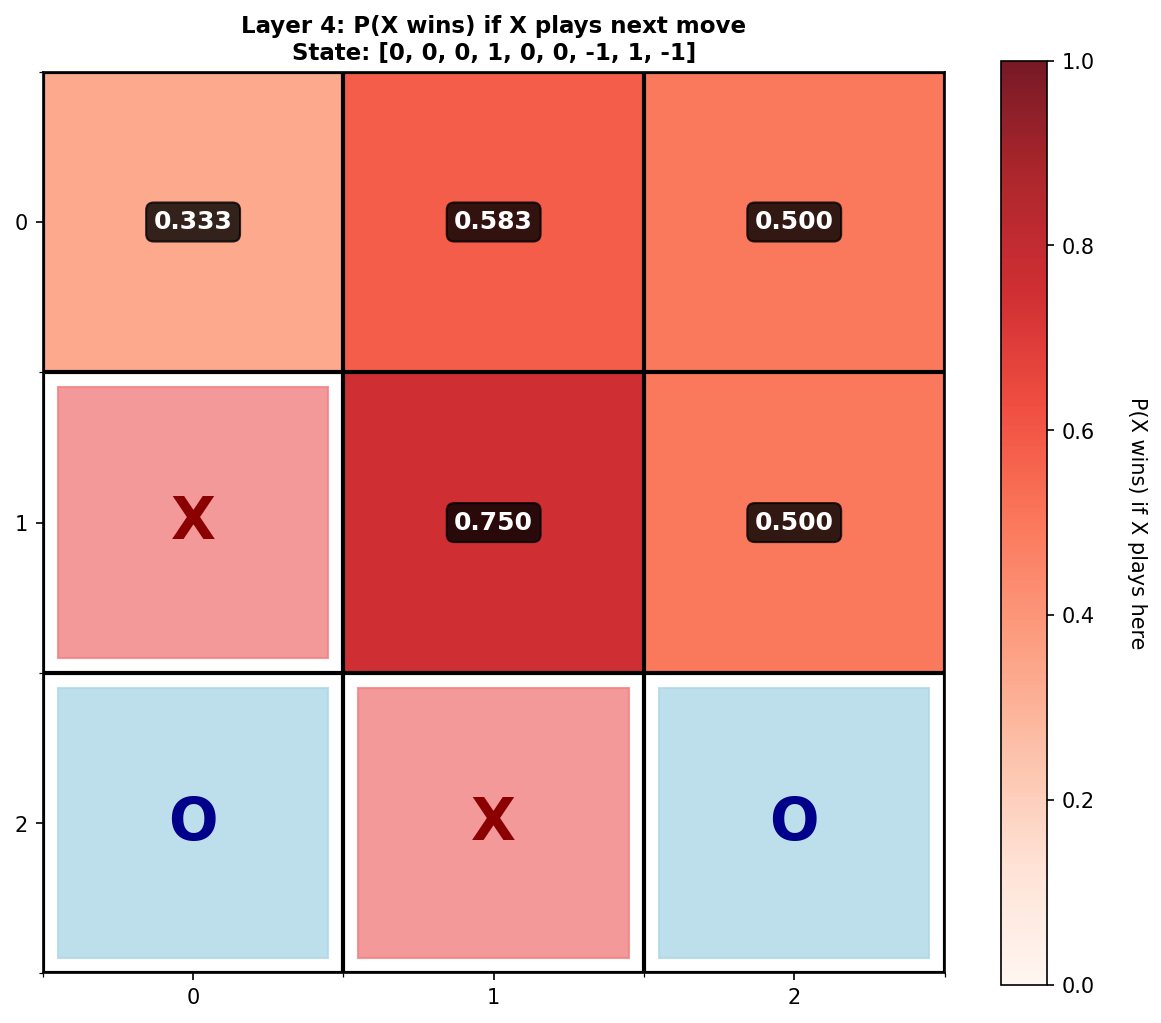 Layer 4: P(X wins) if X plays next move
State: [0, 0, 0, 1, 0, 0, -1, 1, -1]
0
0.333
0.583
0.500
1
X
0.750
0.500
2
O
X
O
0
1
2
1.0
0.8
0.6
0.4
0.2
0.0
P(X wins) if X plays here